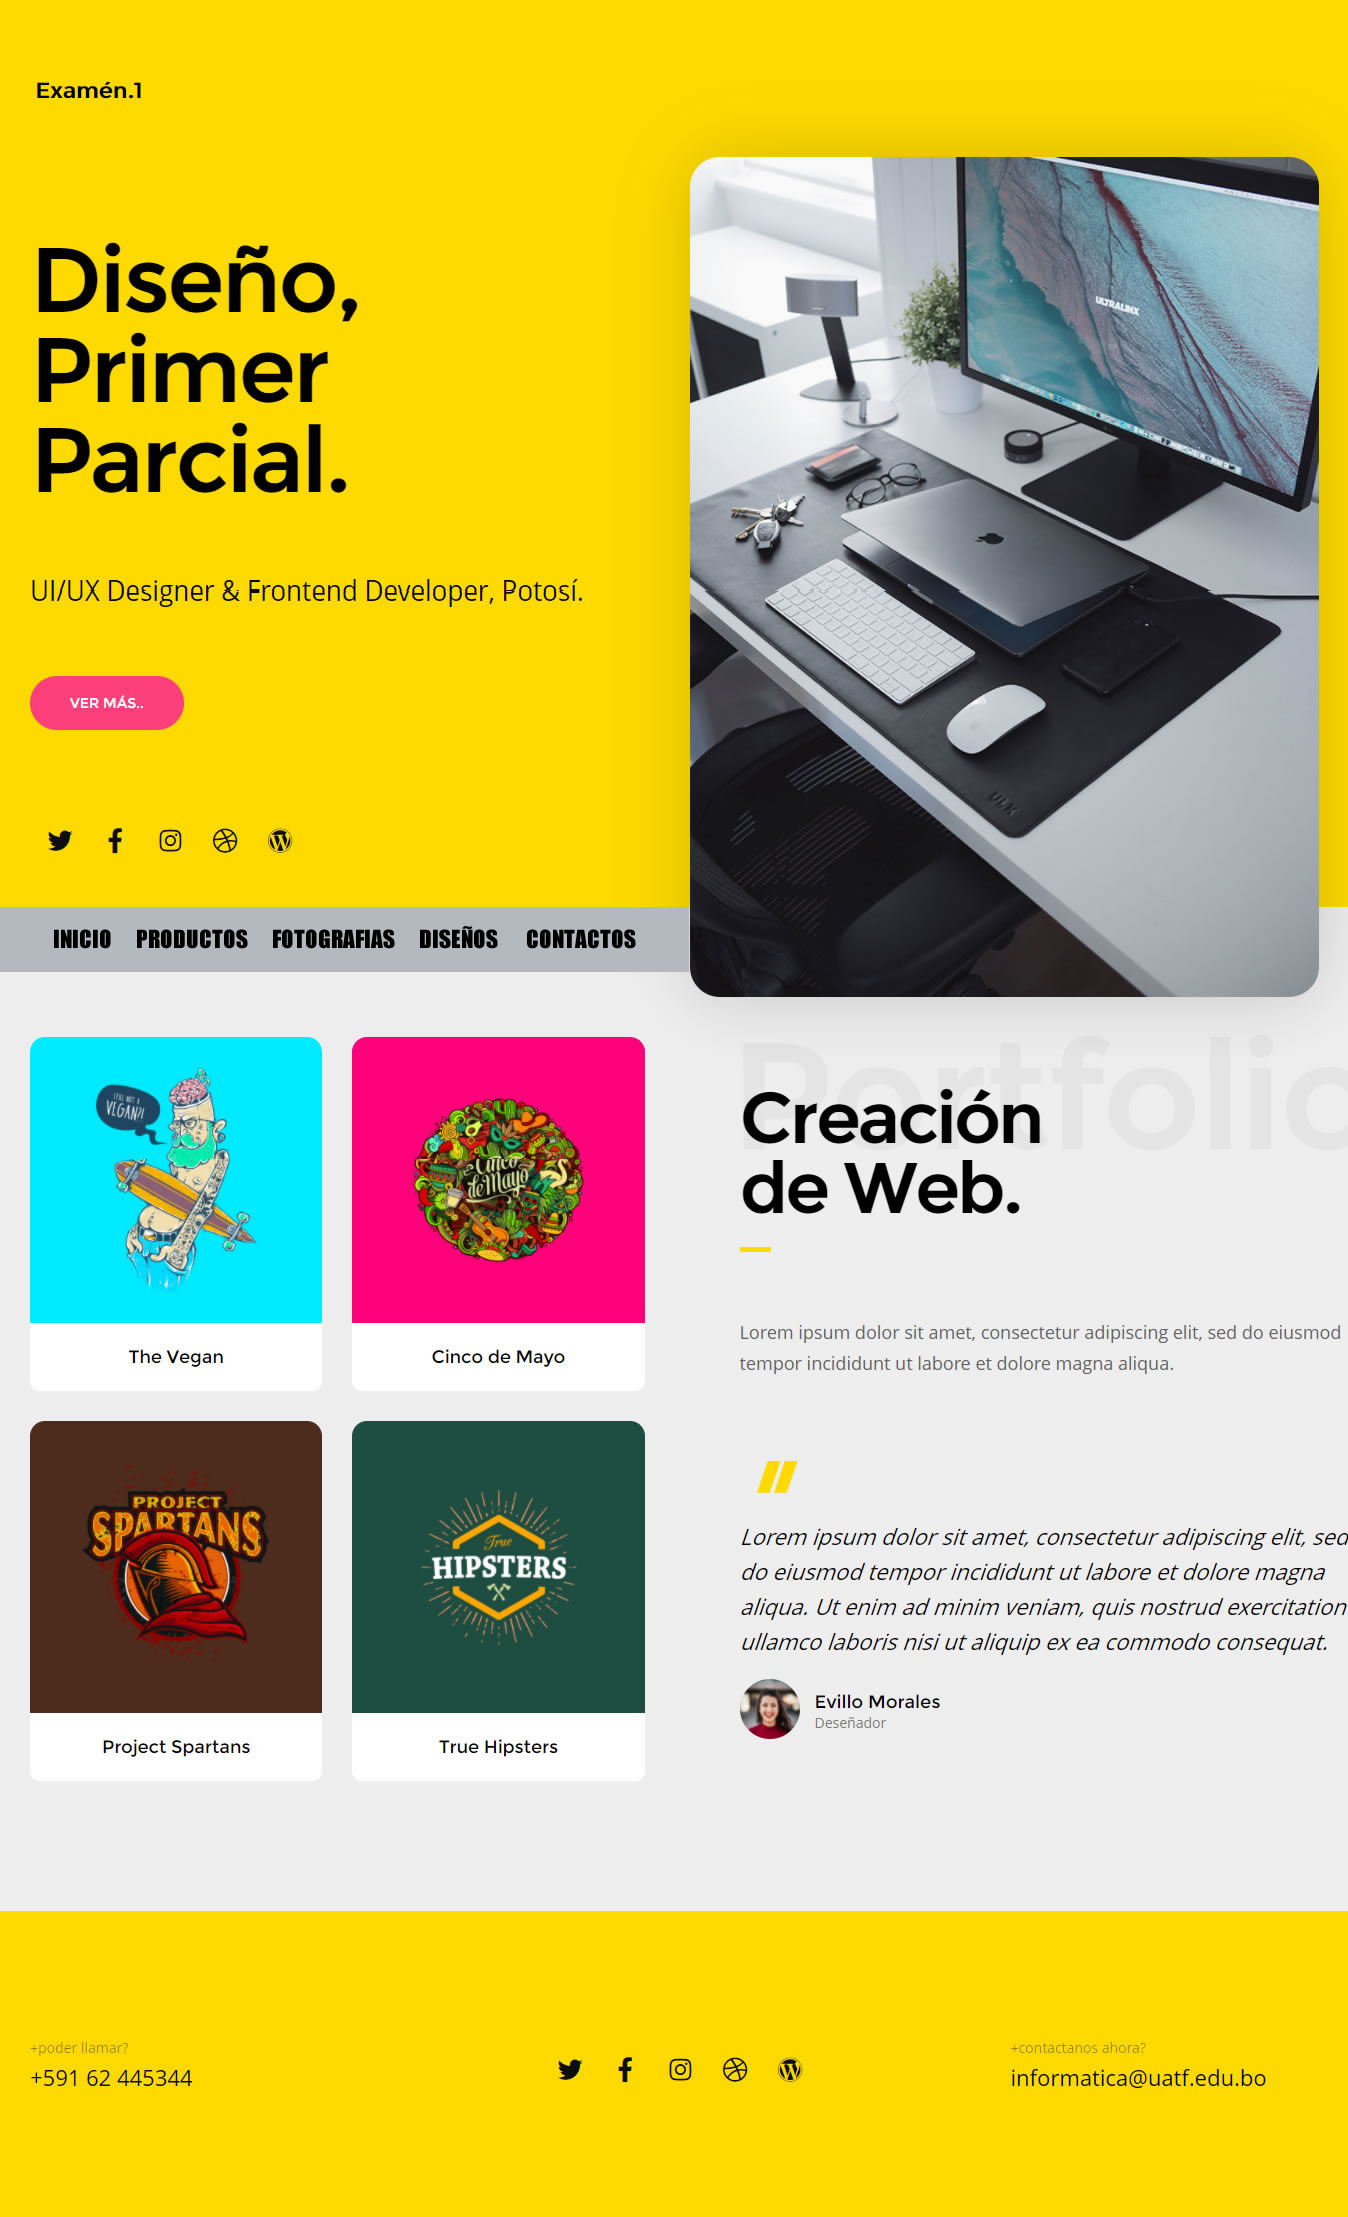 Examén.1
Diseño,
Primer
Parcial.
UI/UX Designer & Frontend Developer, Potosí.
VER MÁS..
ULTRALINX
ULX
INICIO PRODUCTOS FOTOGRAFIAS DISEÑOS CONTACTOS
Portfolio
Creación
de Web.
Lorem ipsum dolor sit amet, consectetur adipiscing elit, sed do eiusmod
tempor incididunt ut labore et dolore magna aliqua.
STILL NOT A
VEGAN?!
The Vegan
Cinco
de Mayo
Cinco de Mayo
PROJECT
SPARTANS
Project Spartans
True
HIPSTERS
True Hipsters
Lorem ipsum dolor sit amet, consectetur adipiscing elit, sed
do eiusmod tempor incididunt ut labore et dolore magna
aliqua. Ut enim ad minim veniam, quis nostrud exercitation
ullamco laboris nisi ut aliquip ex ea commodo consequat.
Evillo Morales
Deseñador
+poder llamar?
+591 62 445344
+contactanos ahora?
informatica@uatf.edu.bo